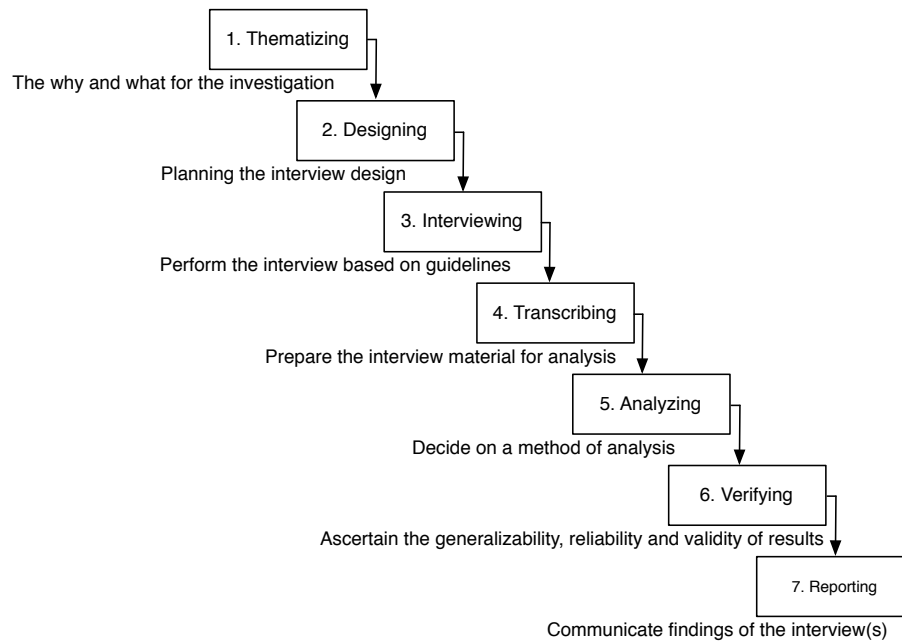 1. Thematizing
The why and what for the investigation
2. Designing
Planning the interview design
3. Interviewing
Perform the interview based on guidelines
4. Transcribing
Prepare the interview material for analysis
5. Analyzing
Decide on a method of analysis
6. Verifying
Ascertain the generalizability, reliability and validity of results
7. Reporting
Communicate findings of the interview(s)